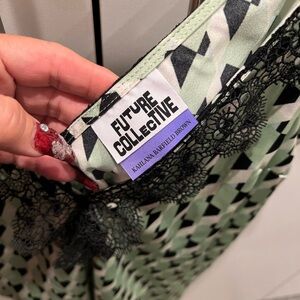 FUTURE
COLLECTIVE
KAHLANA BARFIELD BROWN